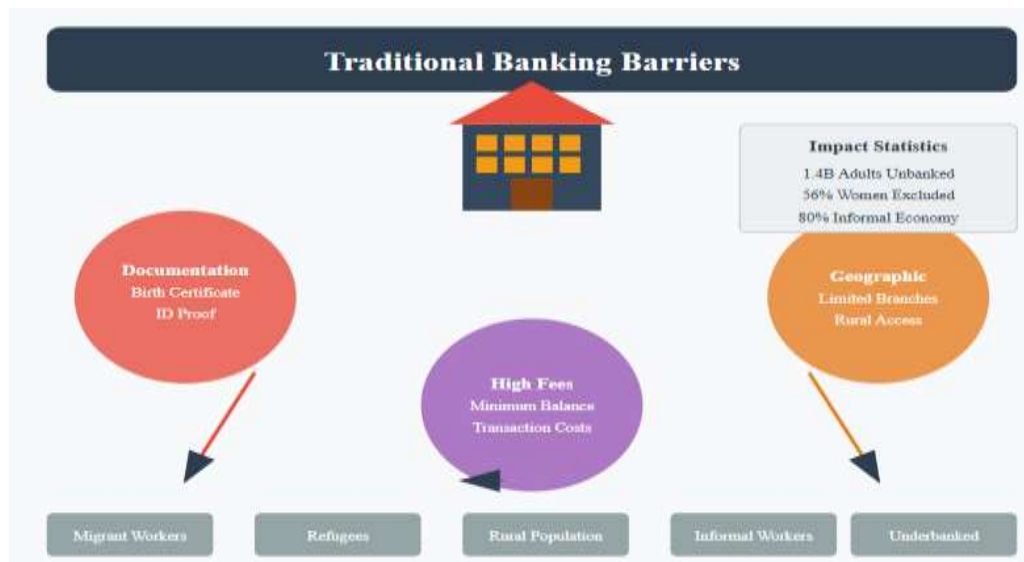 Traditional Banking Barriers
Impact Statistics
1.4B Adults Unbanked
56% Women Excluded
80% Informal Economy
Documentation
Birth Certificate
ID Proof
Geographic
Limited Branches
Rural Access
High Fees
Minimum Balance
Transaction Costs
Migrant Workers
Refugees
Rural Population
Informal Workers
Underbanked